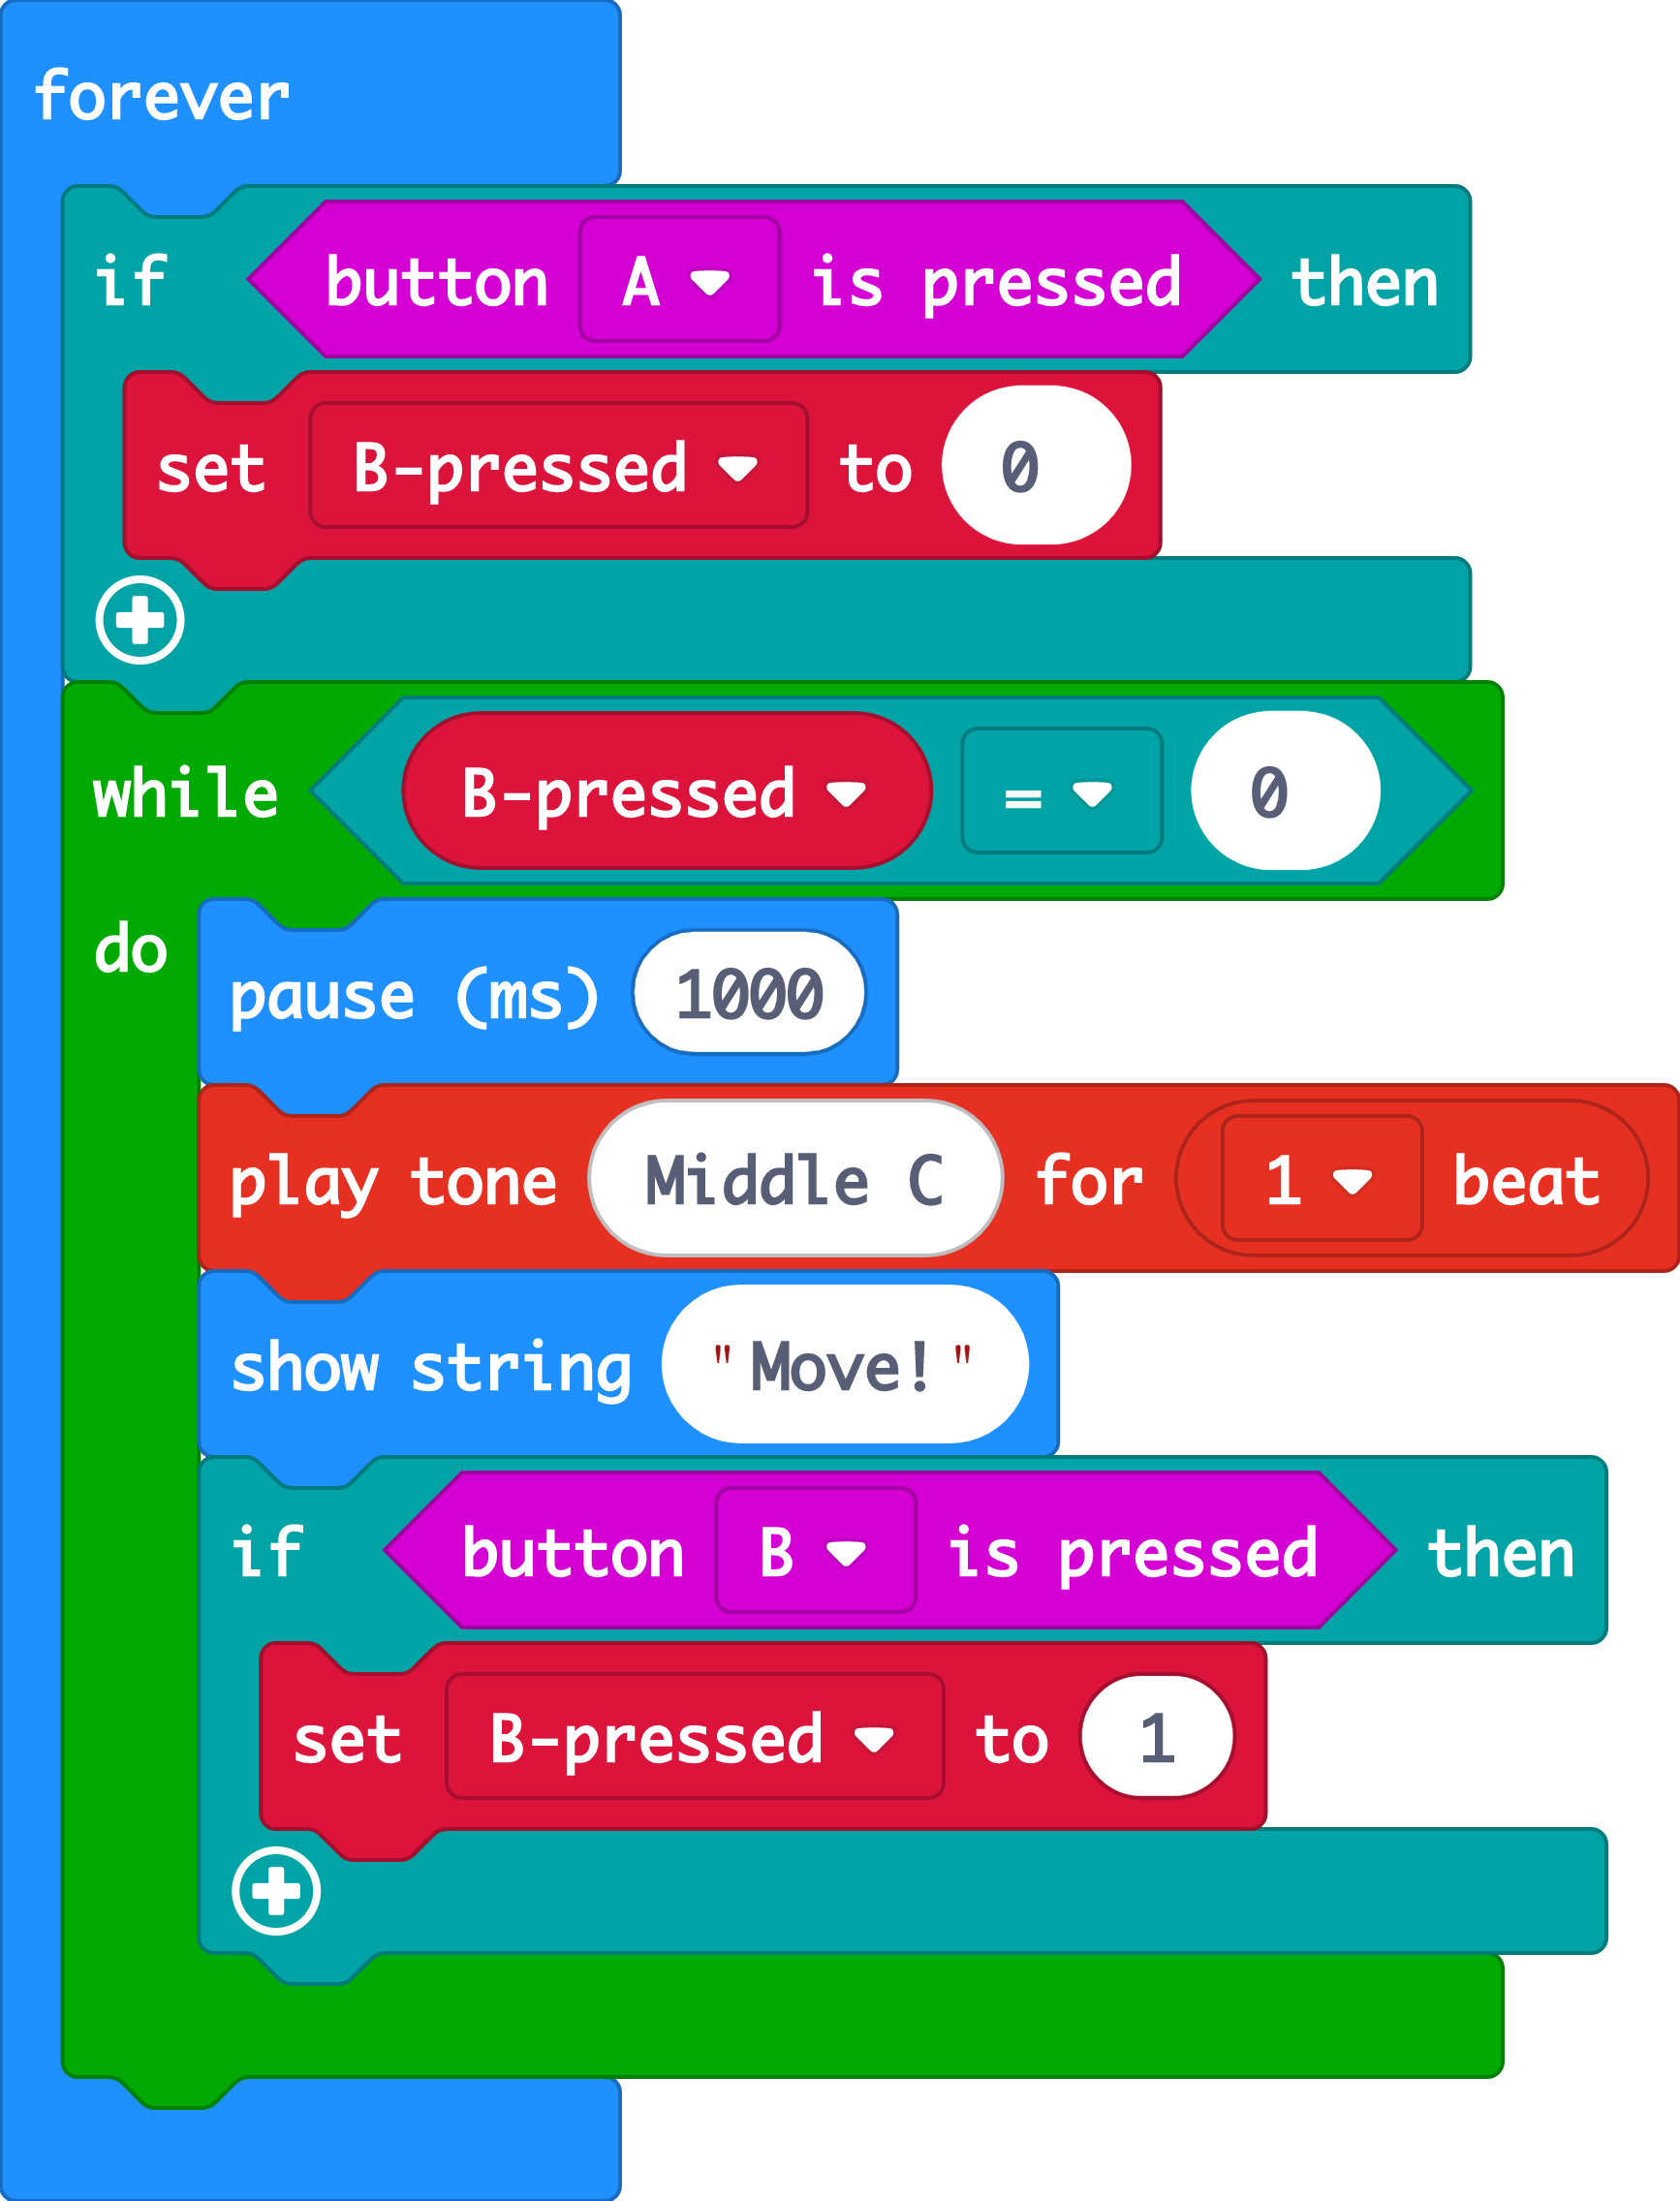 forever
if button A is pressed then
set B-pressed to 0
while B-pressed = 0
do
pause (ms) 1000
play tone Middle C for 1 beat
show string "Move!"
if button B is pressed then
set B-pressed to 1